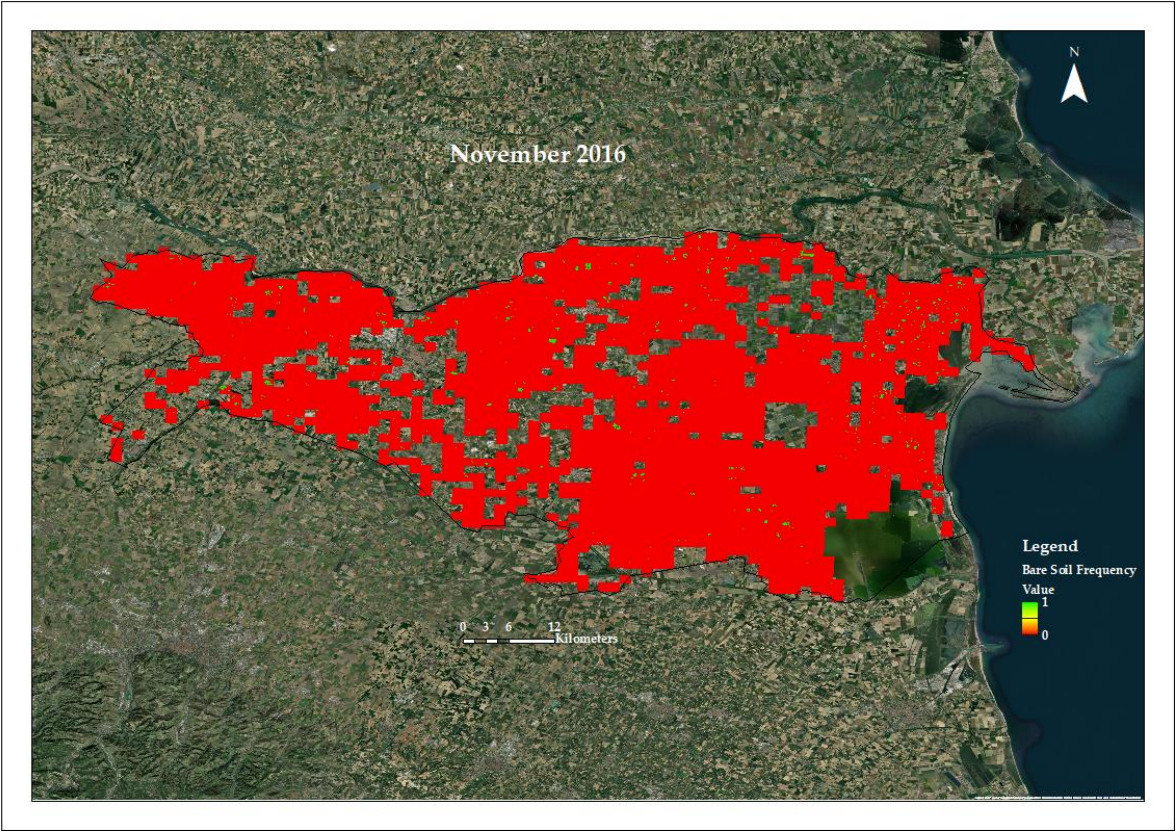 N
November 2016
Legend
Bare Soil Frequency
Value
1
0
0 3 6 12
Kilometers